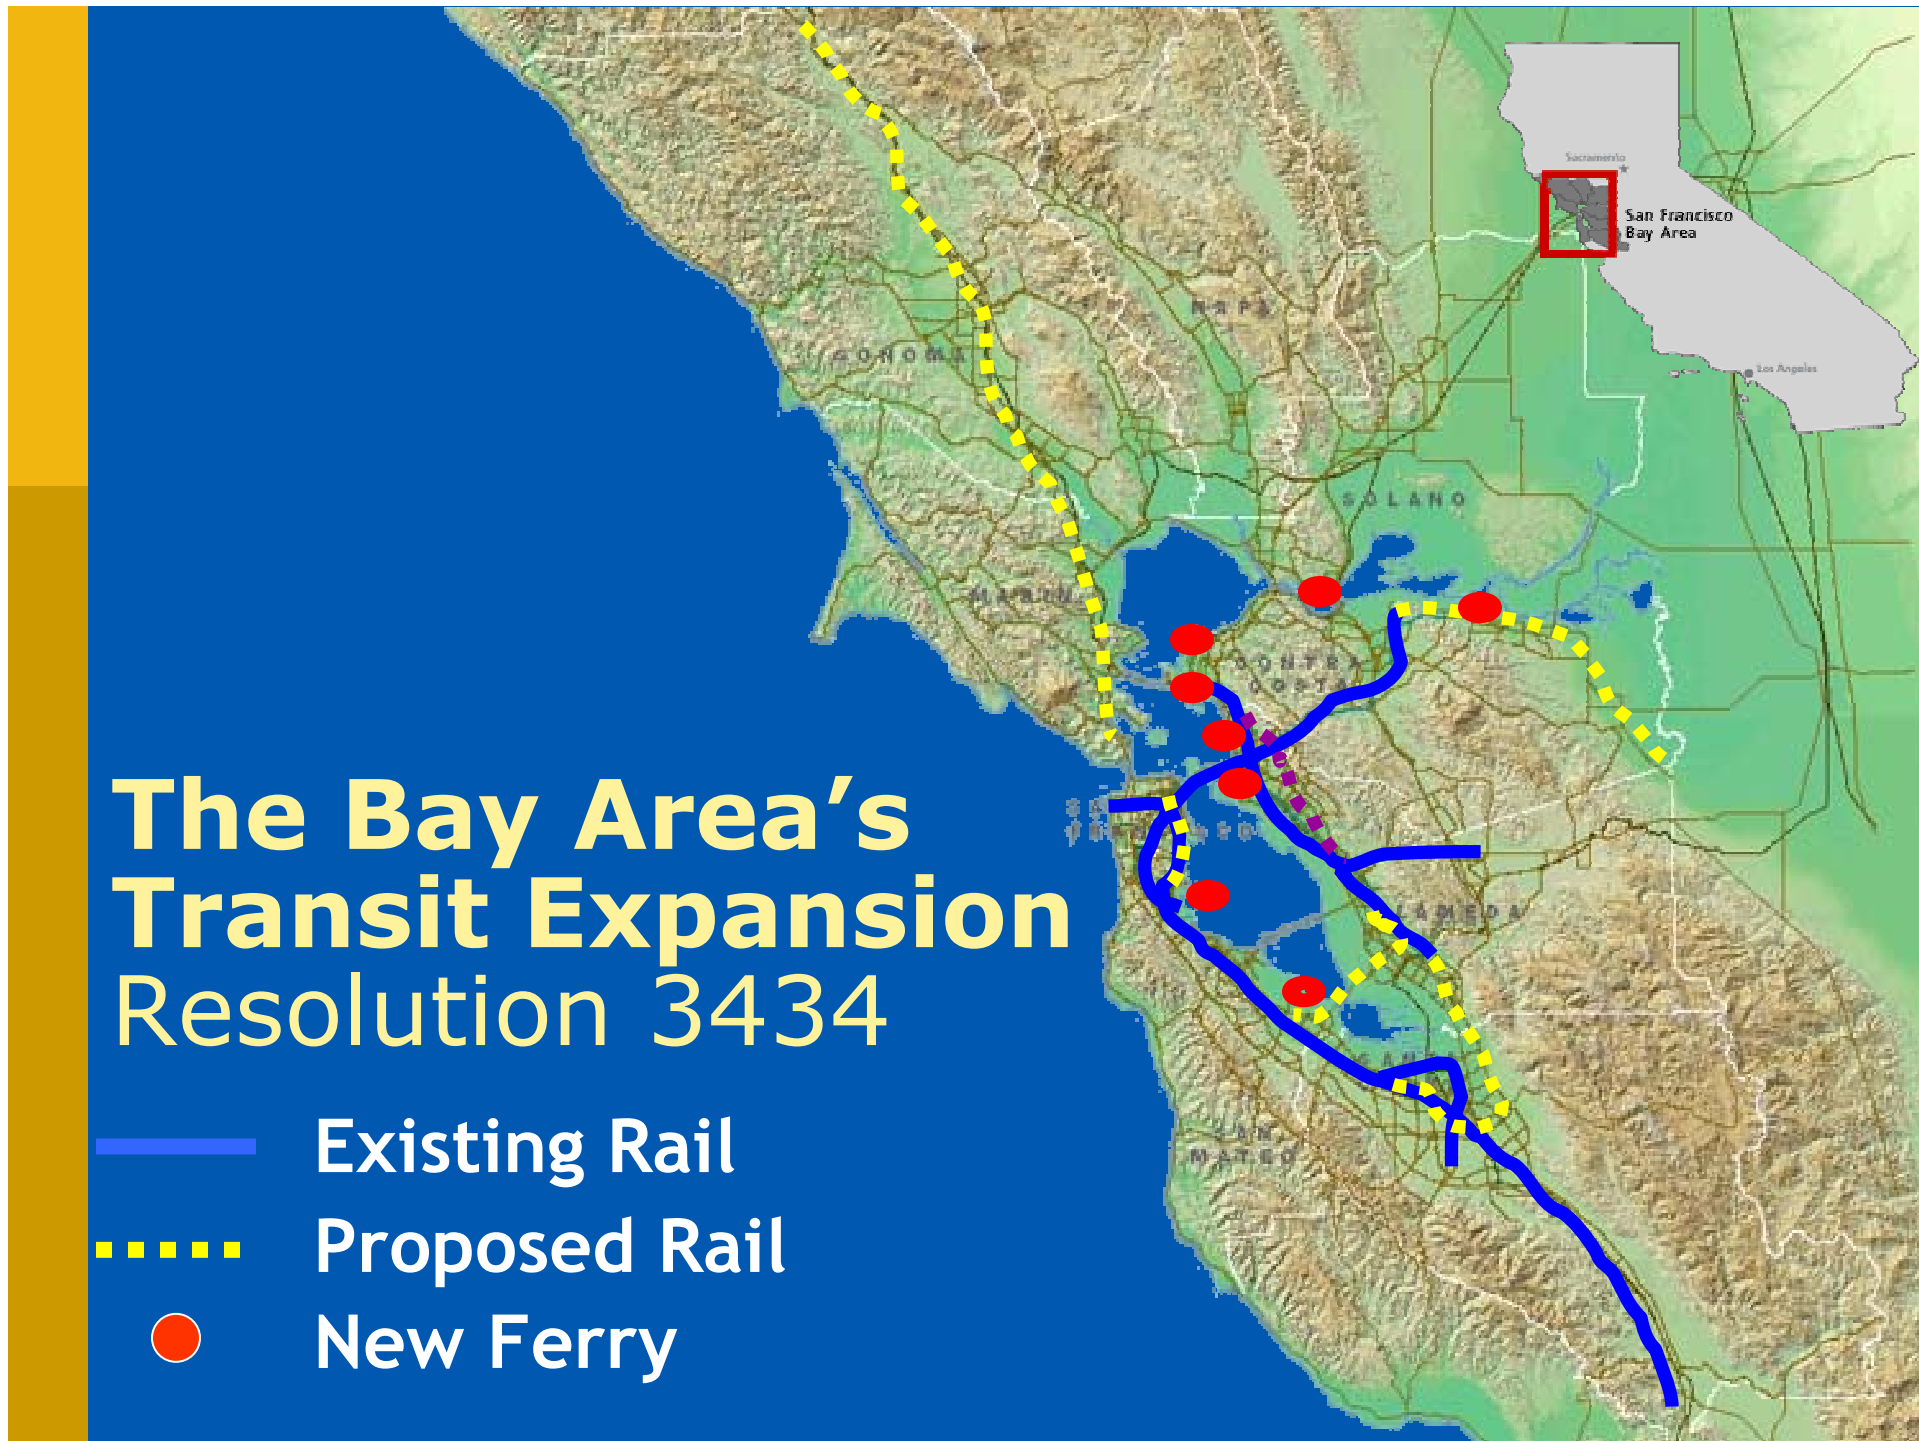 The Bay Area’s
Transit Expansion
Resolution 3434
Existing Rail
Proposed Rail
New Ferry
Sacramento
San Francisco
Bay Area
Los Angeles
NAPA
SONOMA
SOLANO
MARIN
CONTRA
COSTA
ALAMEDA
SAN
MATEO